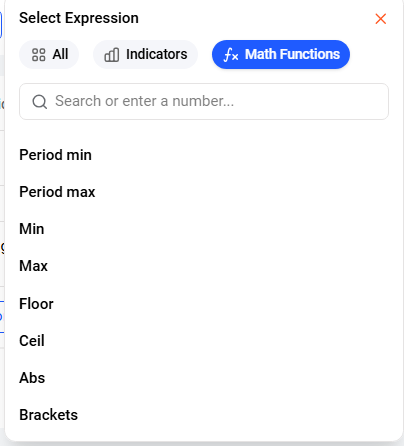 Select Expression
All Indicators Math Functions
Search or enter a number...
Period min
Period max
Min
Max
Floor
Ceil
Abs
Brackets